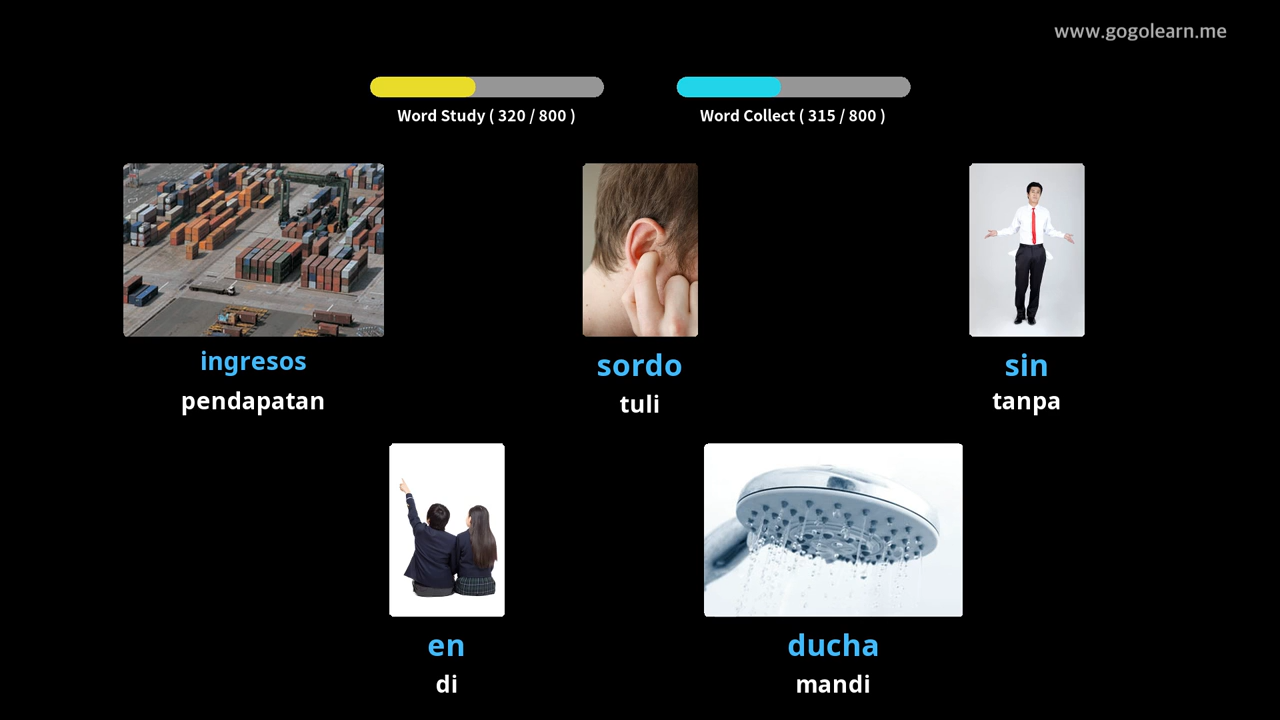 www.gogolearn.me
Word Study ( 320 / 800 )
Word Collect ( 315 / 800 )
ingresos
pendapatan
sordo
tuli
sin
tanpa
en
di
ducha
mandi